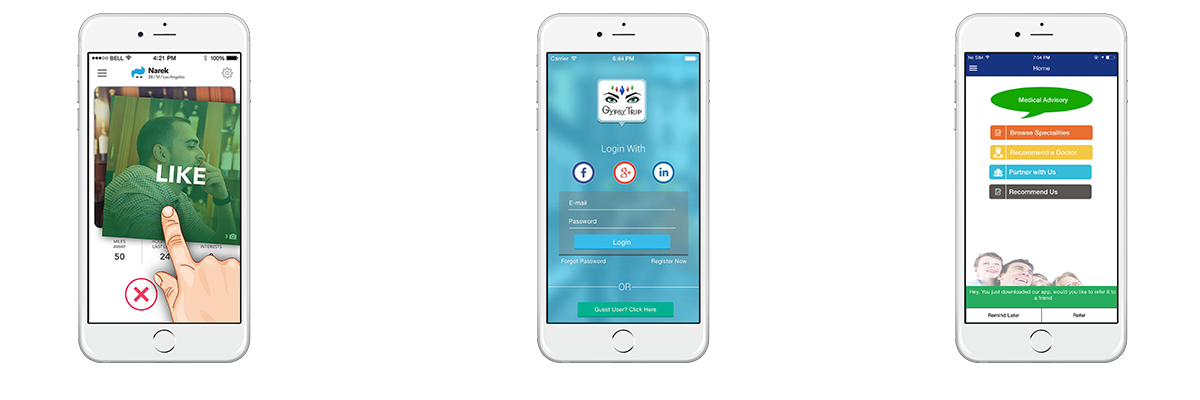 BELL
4:21 PM
100%
Narek
28 / M / Los Angeles
LIKE
3
MILES
AWAY
50
LAST
24
INTERESTS
Carrier
6:44 PM
GYPSY TRIP
Login With
f
g+
in
E-mail
Password
Login
Forgot Password
Register Now
OR
Guest User? Click Here
No SIM
7:54 PM
Home
Medical Advisory
Browse Specialities
Recommend a Doctor
Partner with Us
Recommend Us
Hey, You just downloaded our app, would you like to refer it to
a friend
Remind Later
Refer